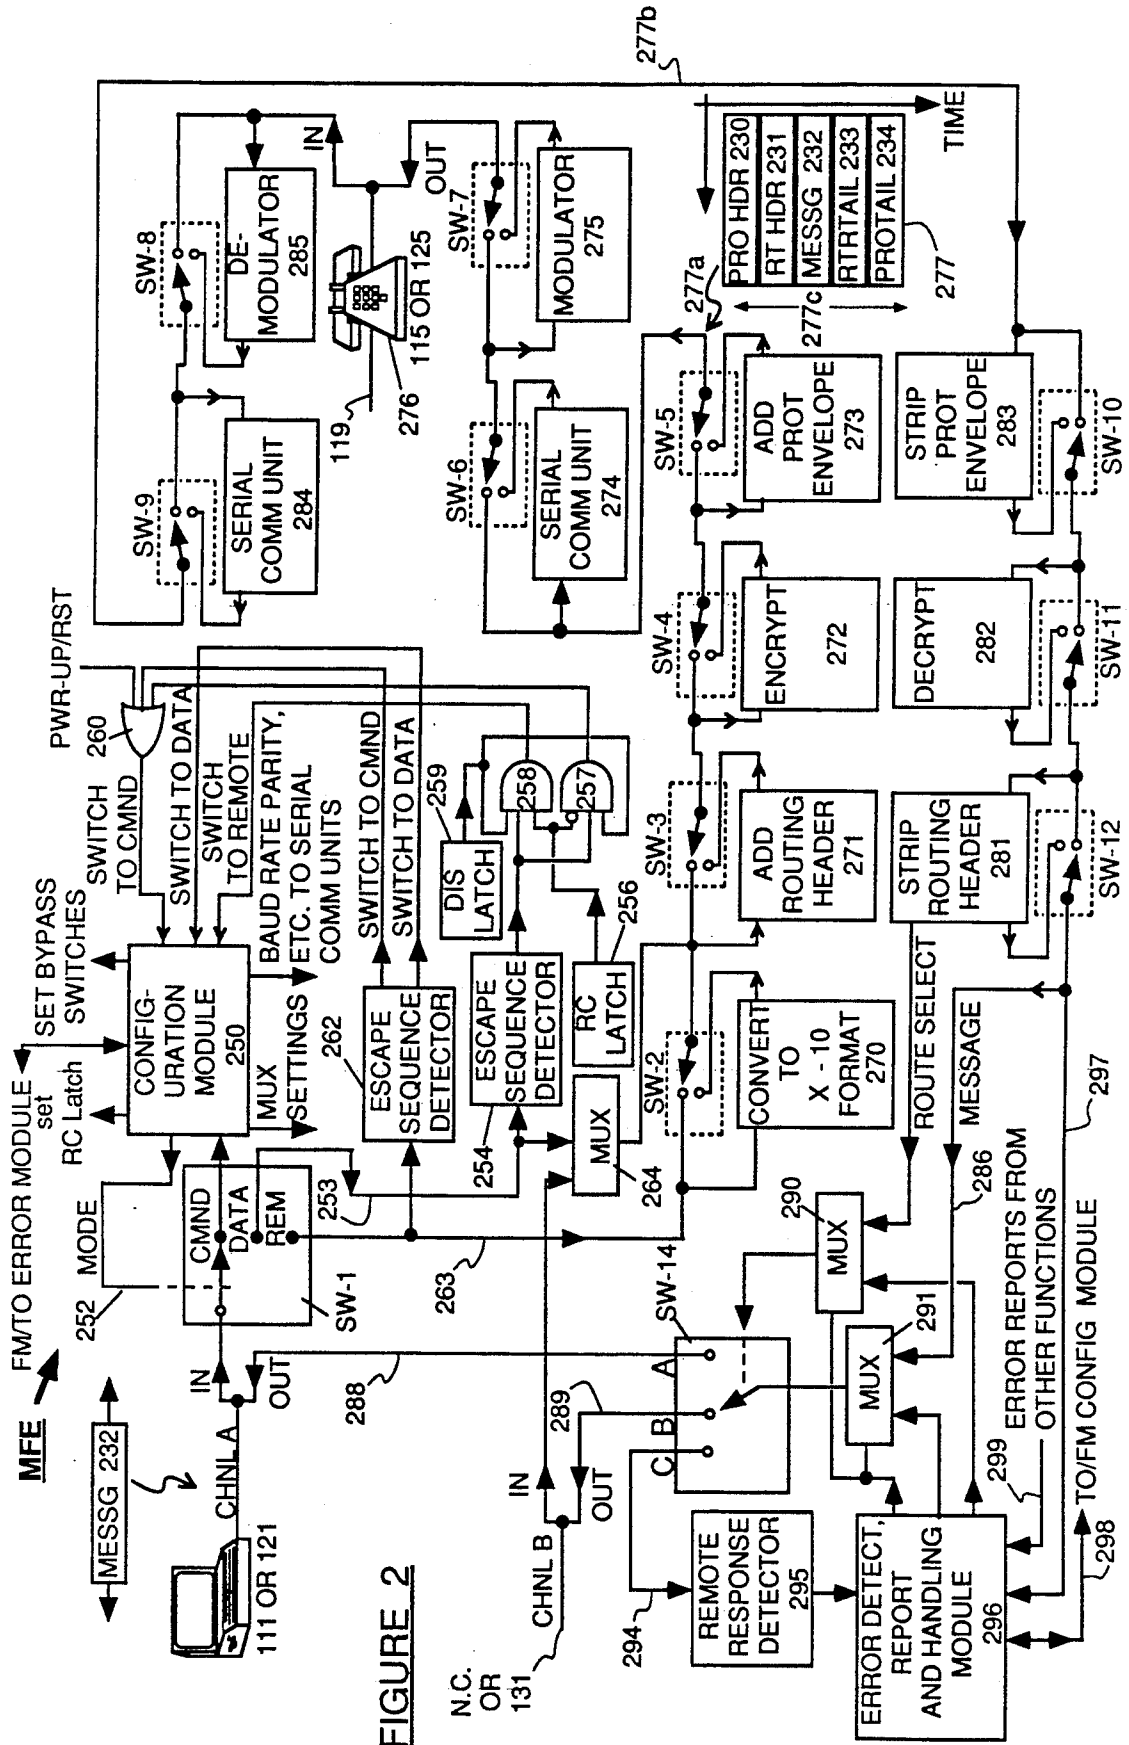 FIGURE 2
MFE
MESSG 232
CHNL A
111 OR 121
IN
OUT
FM/TO ERROR MODULE
set
RC Latch
SET BYPASS
SWITCHES
MODE
252
CMND
DATA
REM
SW-1
CONFIG-
URATION
MODULE
250
MUX
SETTINGS
SWITCH
TO CMND
SWITCH TO DATA
SWITCH
TO REMOTE
BAUD RATE PARITY,
ETC. TO SERIAL
COMM UNITS
PWR-UP/RST
260
253
263
262
ESCAPE
SEQUENCE
DETECTOR
SWITCH TO CMND
SWITCH TO DATA
254
ESCAPE
SEQUENCE
DETECTOR
DIS
LATCH
259
258
257
RC
LATCH
256
MUX
264
SW-9
SERIAL
COMM UNIT
284
SW-8
DE-
MODULATOR
285
IN
OUT
119
276
115 OR 125
SW-6
SERIAL
COMM UNIT
274
SW-7
MODULATOR
275
277b
SW-2
CONVERT
TO
X - 10
FORMAT
270
SW-3
ADD
ROUTING
HEADER
271
SW-4
ENCRYPT
272
SW-5
ADD
PROT
ENVELOPE
273
277a
277c
PRO HDR 230
RT HDR 231
MESSG 232
RTRTAIL 233
PROTAIL 234
TIME
277
STRIP
ROUTING
HEADER
281
SW-12
DECRYPT
282
SW-11
STRIP
PROT
ENVELOPE
283
SW-10
N.C.
OR
131
CHNL B
IN
OUT
288
289
SW-14
A
B
C
294
REMOTE
RESPONSE
DETECTOR
295
MUX
290
MUX
291
ROUTE SELECT
MESSAGE
286
297
ERROR DETECT,
REPORT
AND HANDLING
MODULE
296
299
ERROR REPORTS FROM
OTHER FUNCTIONS
TO/FM CONFIG MODULE
298